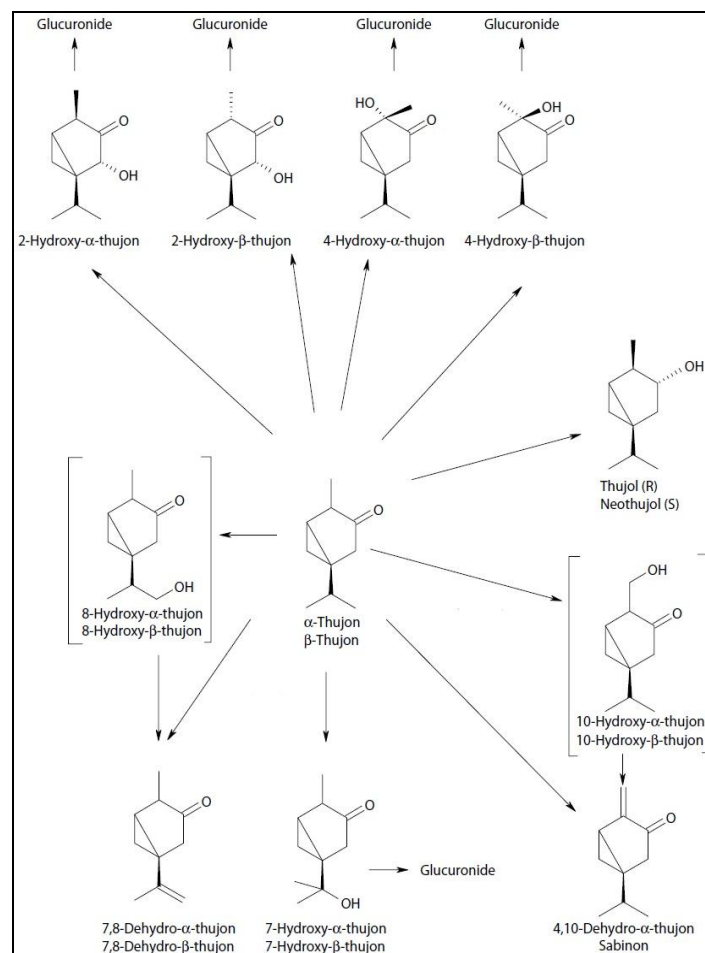 Glucuronide
Glucuronide
Glucuronide
Glucuronide
O
OH
O
OH
HO
O
OH
O
2-Hydroxy-α-thujon
2-Hydroxy-β-thujon
4-Hydroxy-α-thujon
4-Hydroxy-β-thujon
OH
Thujol (R)
Neothujol (S)
O
OH
8-Hydroxy-α-thujon
8-Hydroxy-β-thujon
O
α-Thujon
β-Thujon
OH
O
10-Hydroxy-α-thujon
10-Hydroxy-β-thujon
O
7,8-Dehydro-α-thujon
7,8-Dehydro-β-thujon
O
OH
7-Hydroxy-α-thujon
7-Hydroxy-β-thujon
Glucuronide
O
4,10-Dehydro-α-thujon
Sabinon